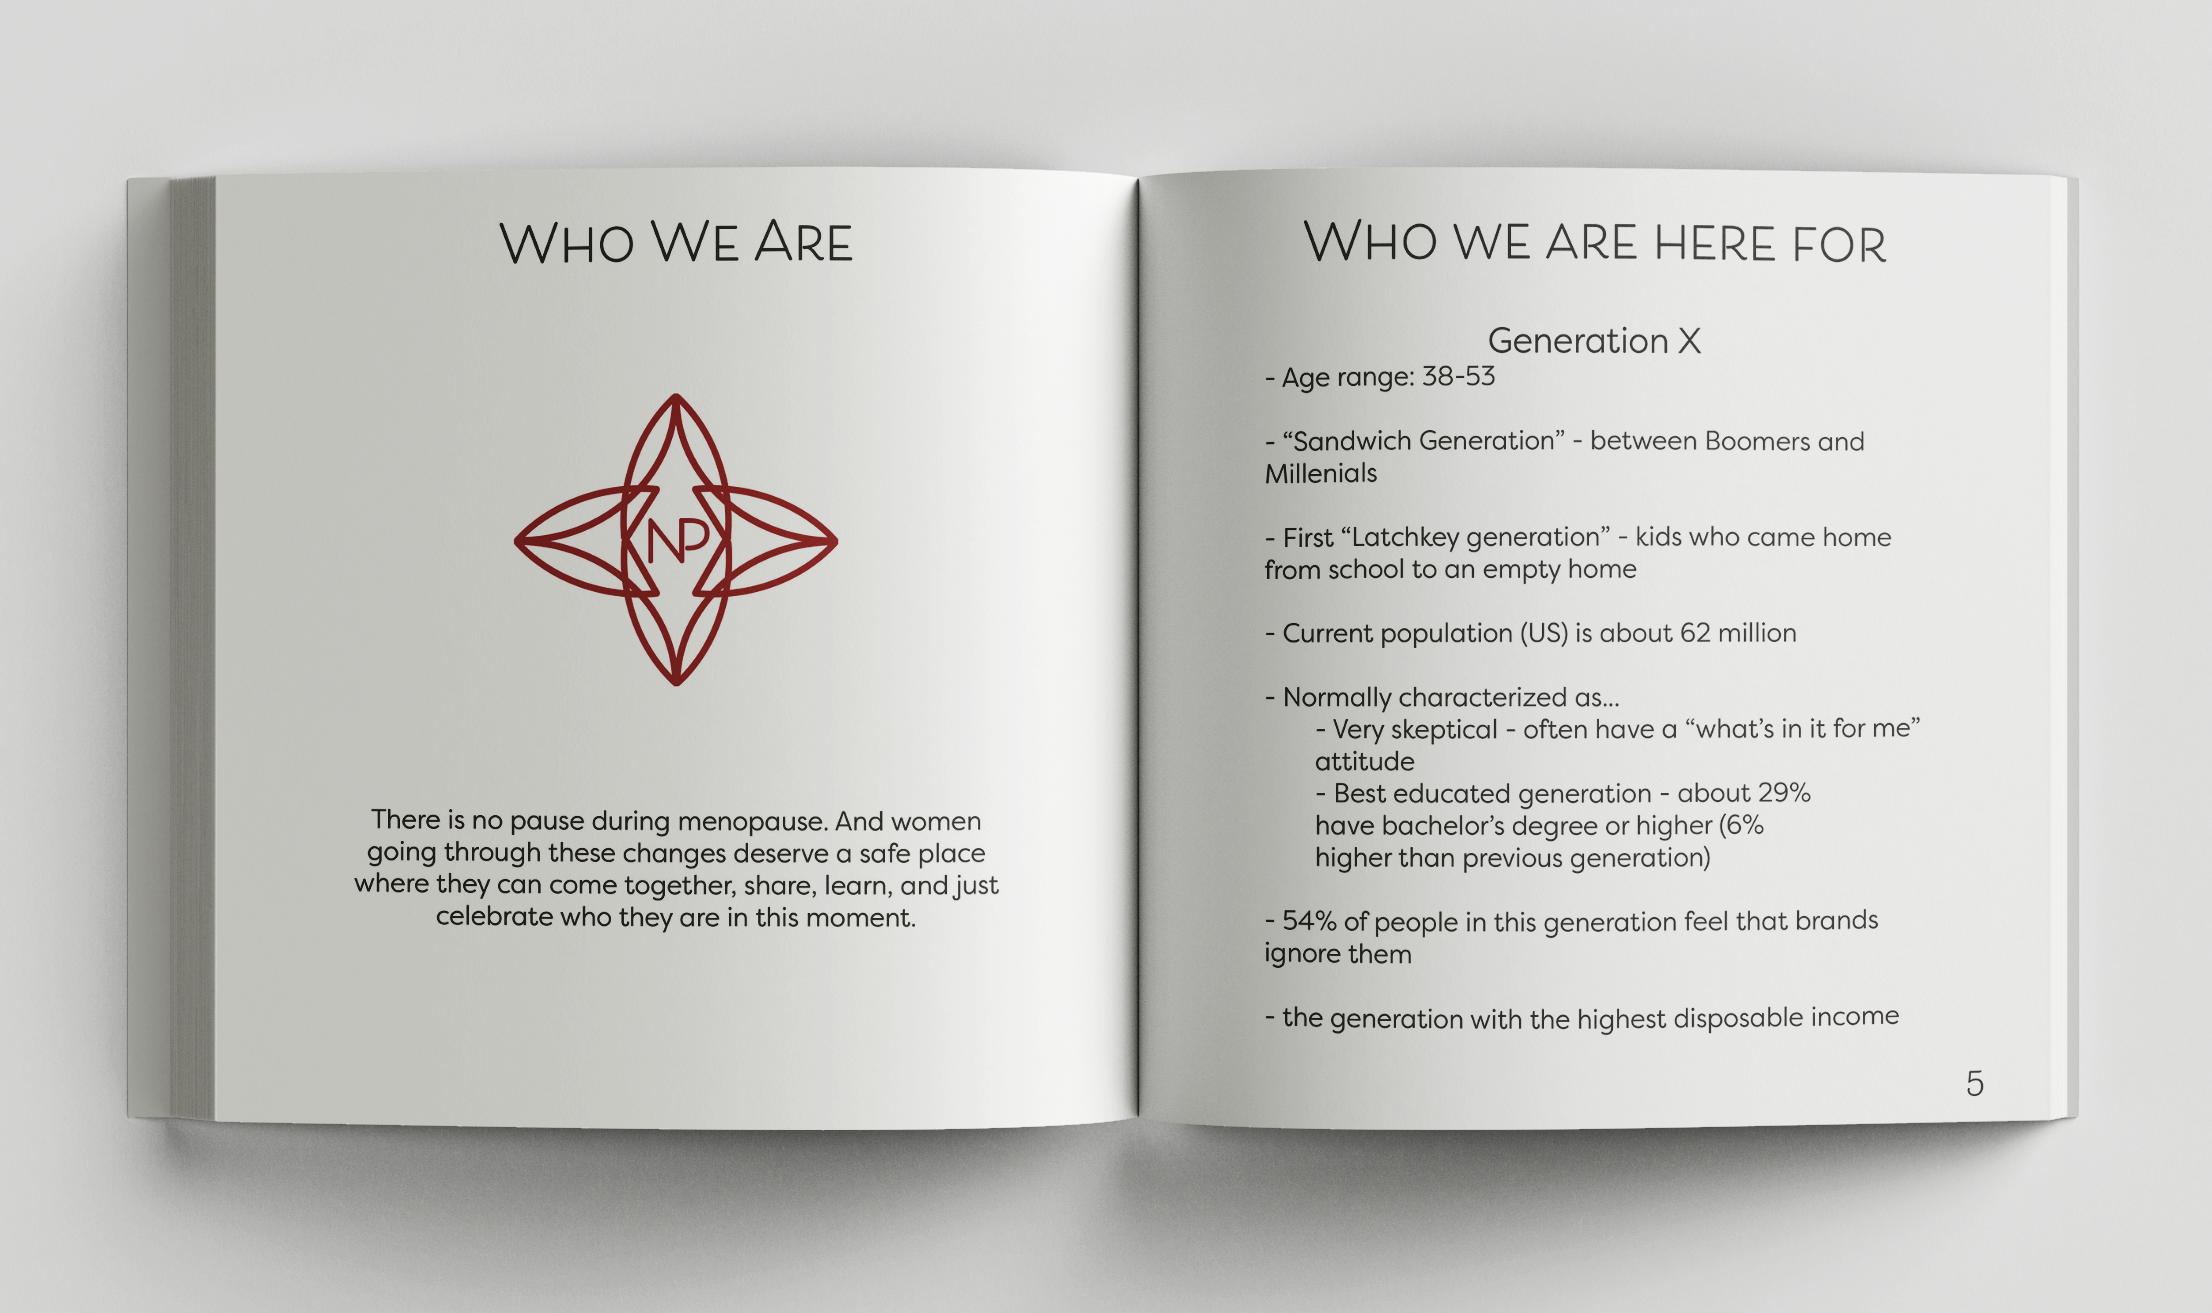 Who We Are
NP
There is no pause during menopause. And women
going through these changes deserve a safe place
where they can come together, share, learn, and just
celebrate who they are in this moment.
Who we are here for
Generation X
- Age range: 38-53
- “Sandwich Generation” - between Boomers and
Millenials
- First “Latchkey generation” - kids who came home
from school to an empty home
- Current population (US) is about 62 million
- Normally characterized as...
- Very skeptical - often have a “what’s in it for me”
attitude
- Best educated generation - about 29%
have bachelor’s degree or higher (6%
higher than previous generation)
- 54% of people in this generation feel that brands
ignore them
- the generation with the highest disposable income
5